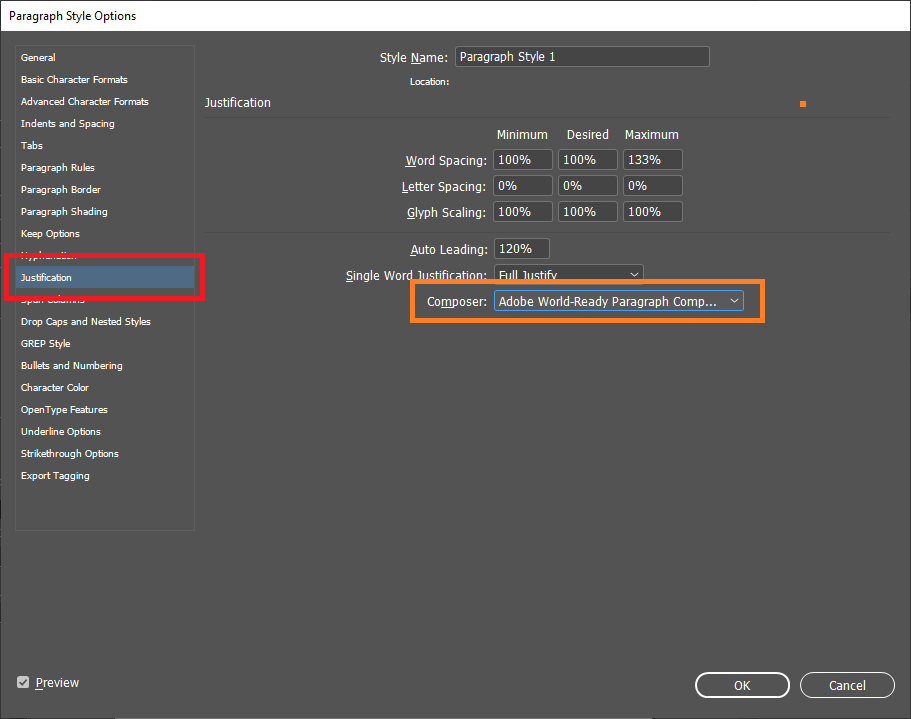 Paragraph Style Options
General
Basic Character Formats
Advanced Character Formats
Indents and Spacing
Tabs
Paragraph Rules
Paragraph Border
Paragraph Shading
Keep Options
Hyphenation
Justification
Span Columns
Drop Caps and Nested Styles
GREP Style
Bullets and Numbering
Character Color
OpenType Features
Underline Options
Strikethrough Options
Export Tagging
Style Name: Paragraph Style 1
Location:
Justification
Minimum Desired Maximum
Word Spacing: 100% 100% 133%
Letter Spacing: 0% 0% 0%
Glyph Scaling: 100% 100% 100%
Auto Leading: 120%
Single Word Justification: Full Justify
Composer: Adobe World-Ready Paragraph Comp...
Preview
OK Cancel